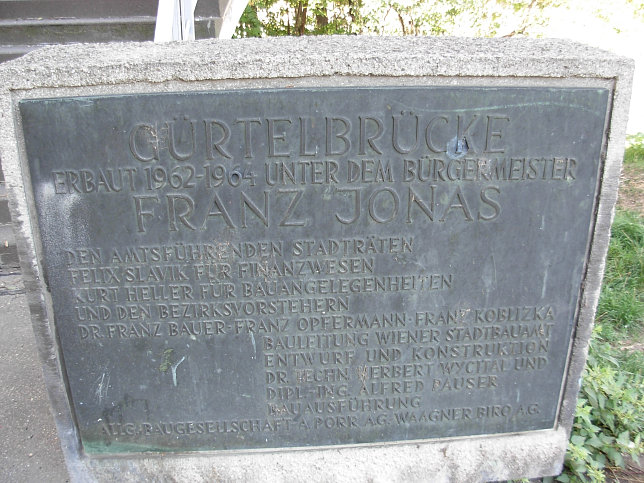 GÜRTELBRÜCKE
ERBAUT 1962-1964 UNTER DEM BÜRGERMEISTER
FRANZ JONAS
DEN AMTSFÜHRENDEN STADTRÄTEN
FELIX SLAVIK FÜR FINANZWESEN
KURT HELLER FÜR BAUANGELEGENHEITEN
UND DEN BEZIRKSVORSTEHERN
DR. FRANZ BAUER · FRANZ OPFERMANN · FRANZ KOBLIZKA
BAULEITUNG WIENER STADTBAUAMT
ENTWURF UND KONSTRUKTION
DR. TECHN. HERBERT WYCITAL UND
DIPL.-ING. ALFRED PAUSER
BAUAUSFÜHRUNG
ALLG. BAUGESELLSCHAFT A. PORR AG. WAAGNER BIRO A.G.